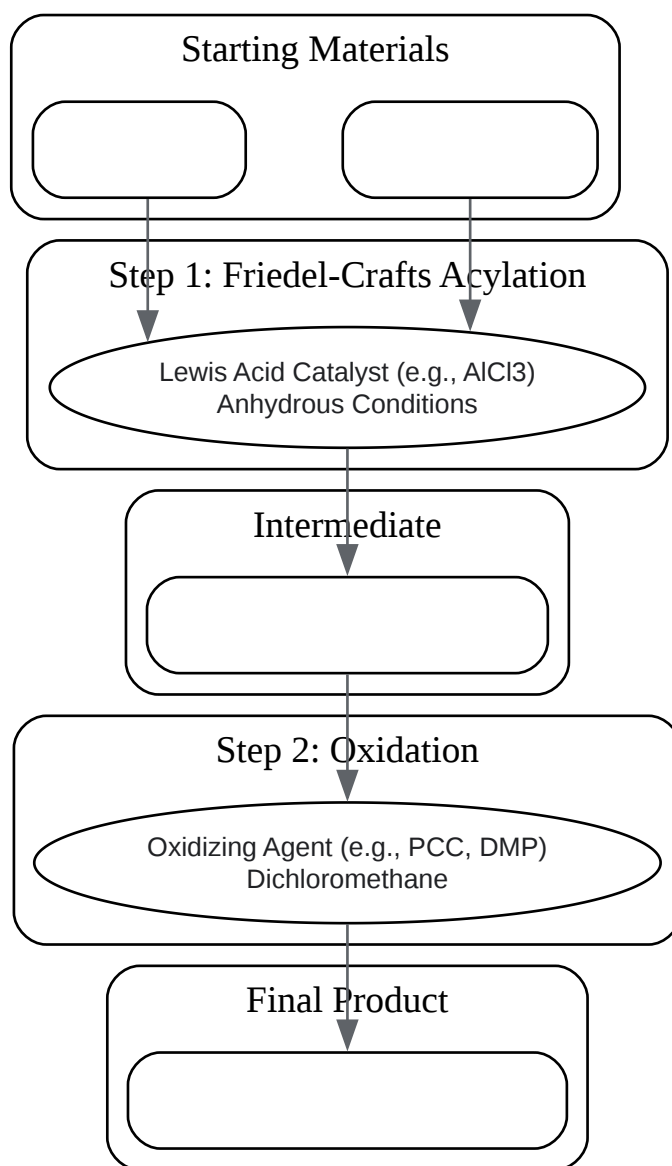 Starting Materials
Step 1: Friedel-Crafts Acylation
Lewis Acid Catalyst (e.g., AlCl3)
Anhydrous Conditions
Intermediate
Step 2: Oxidation
Oxidizing Agent (e.g., PCC, DMP)
Dichloromethane
Final Product